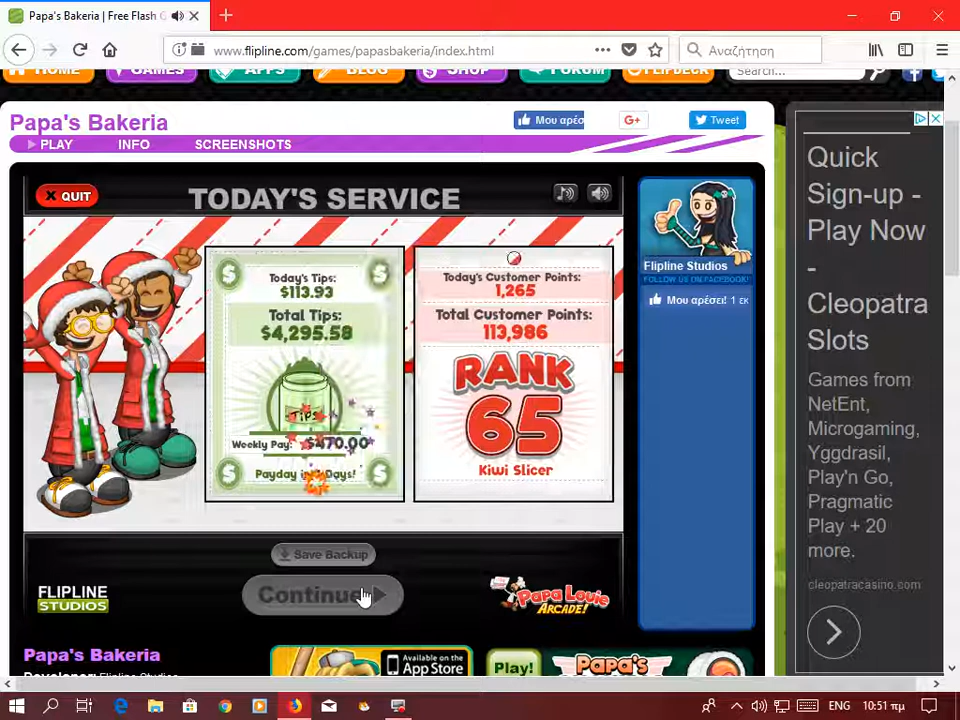 Papa's Bakeria | Free Flash G
www.flipline.com/games/papasbakeria/index.html
Αναζήτηση
HOME GAMES APPS BLOG SHOP FORUM FLIPDECK Search...
Papa's Bakeria
Μου αρέσ
G+
Tweet
PLAY INFO SCREENSHOTS
QUIT
TODAY'S SERVICE
Today's Tips:
$113.93
Total Tips:
$4,295.58
TIPS
Weekly Pay: $470.00
Today's Customer Points:
1,265
Total Customer Points:
113,986
RANK
65
Kiwi Slicer
Save Backup
Continue
FLIPLINE
STUDIOS
PAPA LOUIE
ARCADE!
Flipline Studios
FOLLOW US ON FACEBOOK!
Μου αρέσει! 1 εκ
Quick
Sign-up -
Play Now
-
Cleopatra
Slots
Games from
NetEnt,
Microgaming,
Yggdrasil,
Play'n Go,
Pragmatic
Play + 20
more.
cleopatracasino.com
Papa's Bakeria
Available on the
App Store
Play!
Papa's
ENG
10:51 πμ